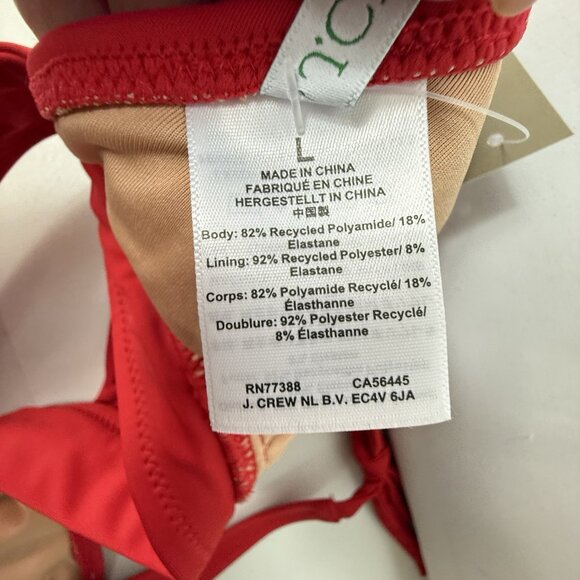 L
MADE IN CHINA
FABRIQUÉ EN CHINE
HERGESTELLT IN CHINA
中国製
Body: 82% Recycled Polyamide/ 18%
Elastane
Lining: 92% Recycled Polyester/ 8%
Elastane
Corps: 82% Polyamide Recyclé/ 18%
Élasthanne
Doublure: 92% Polyester Recyclé/
8% Élasthanne
RN77388 CA56445
J. CREW NL B.V. EC4V 6JA